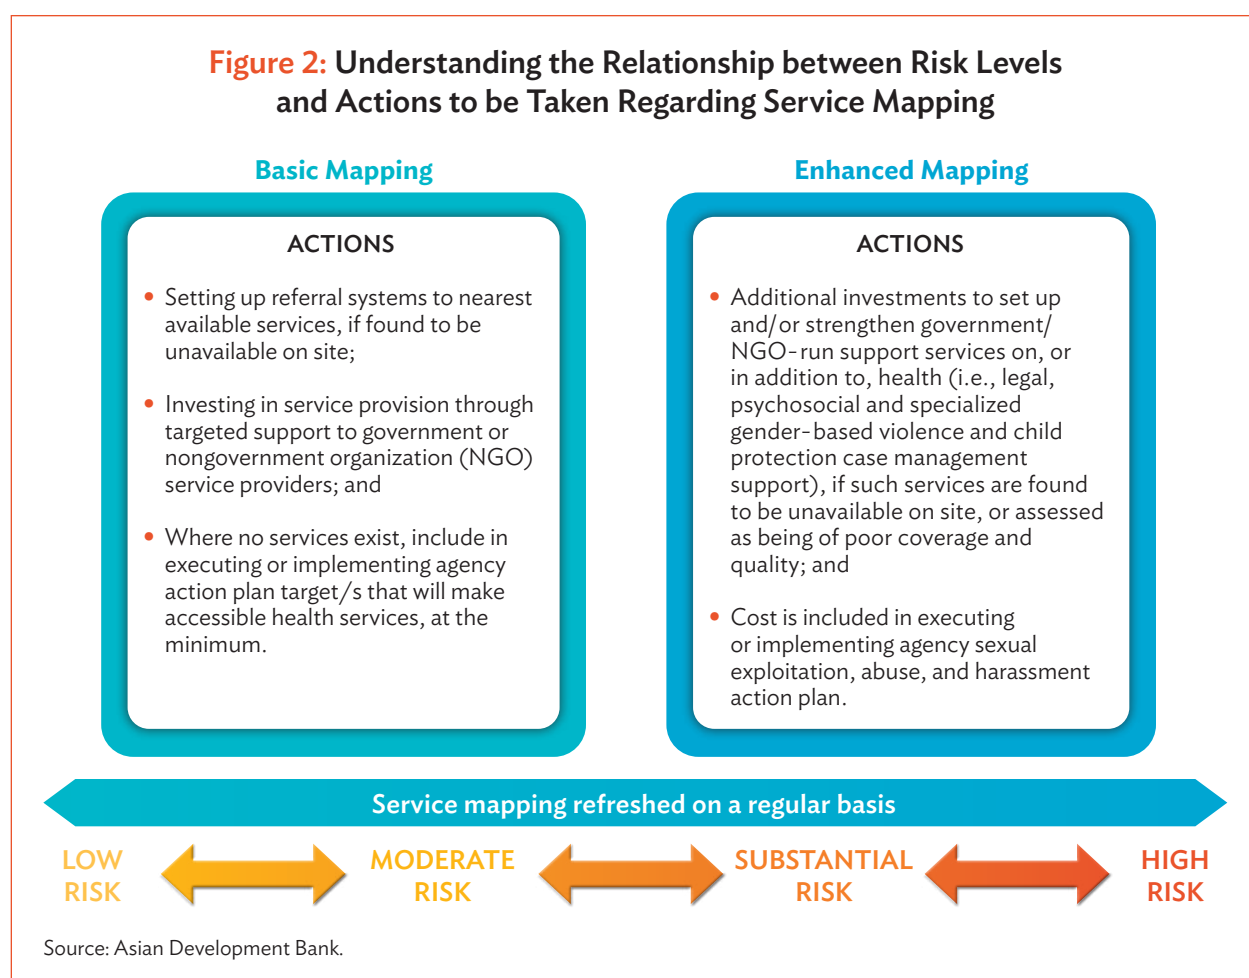 Figure 2: Understanding the Relationship between Risk Levels
and Actions to be Taken Regarding Service Mapping
Basic Mapping
ACTIONS
• Setting up referral systems to nearest
available services, if found to be
unavailable on site;
• Investing in service provision through
targeted support to government or
nongovernment organization (NGO)
service providers; and
• Where no services exist, include in
executing or implementing agency
action plan target/s that will make
accessible health services, at the
minimum.
Enhanced Mapping
ACTIONS
• Additional investments to set up
and/or strengthen government/
NGO-run support services on, or
in addition to, health (i.e., legal,
psychosocial and specialized
gender-based violence and child
protection case management
support), if such services are found
to be unavailable on site, or assessed
as being of poor coverage and
quality; and
• Cost is included in executing
or implementing agency sexual
exploitation, abuse, and harassment
action plan.
Service mapping refreshed on a regular basis
LOW
RISK
MODERATE
RISK
SUBSTANTIAL
RISK
HIGH
RISK
Source: Asian Development Bank.